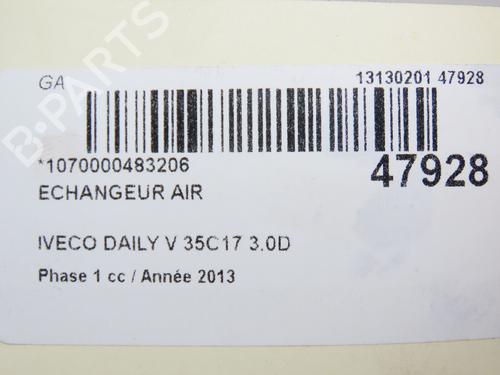 B-PARTS
GA 13130201 47928
*1070000483206
47928
ECHANGEUR AIR
IVECO DAILY V 35C17 3.0D
Phase 1 cc / Année 2013